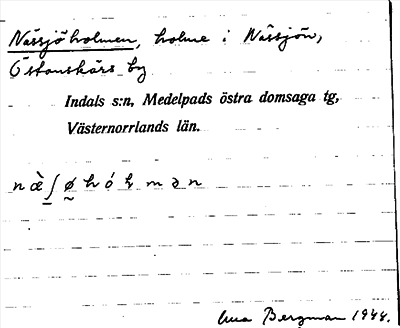 Nässjöholmen, holme i Nässjön,
Östanskärs by
Indals s:n, Medelpads östra domsaga tg,
Västernorrlands län.
Bergman 1944.